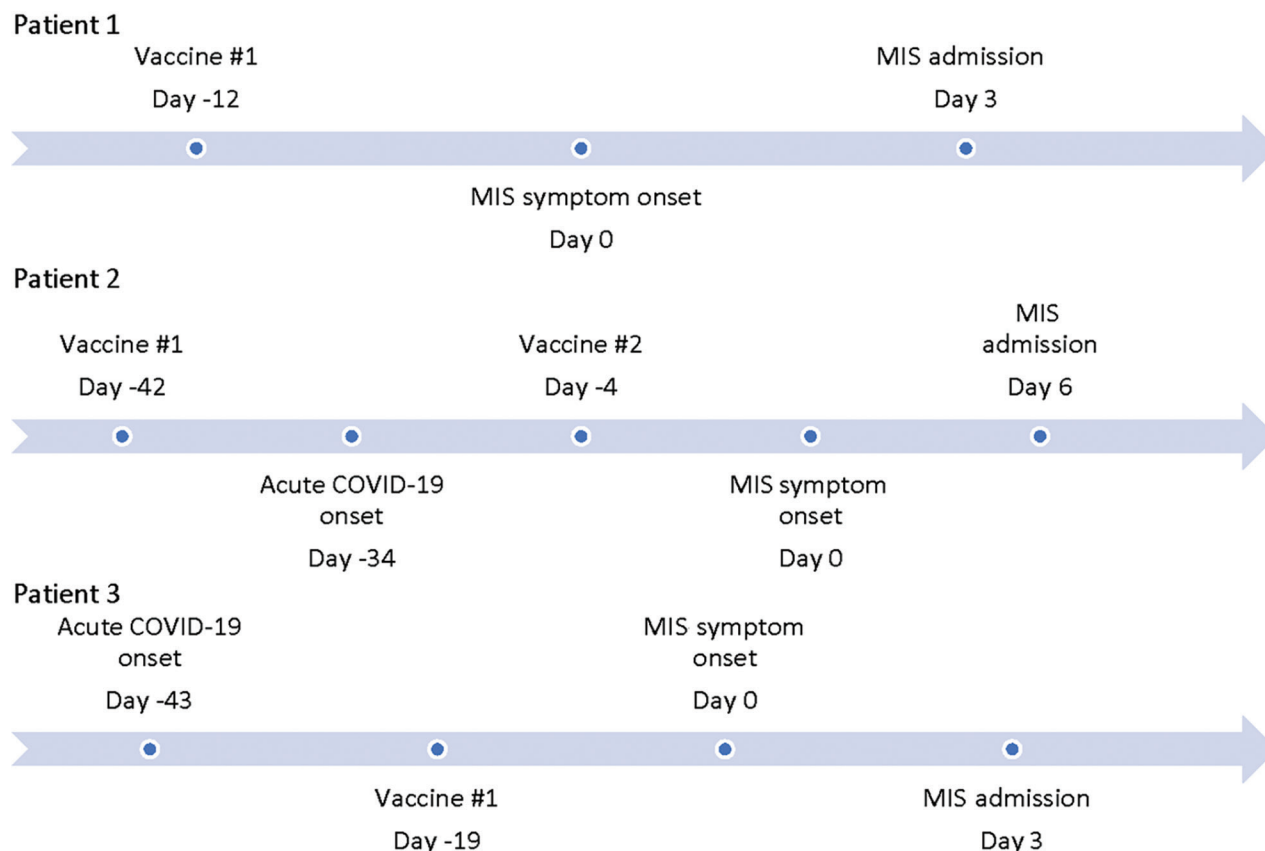 Patient 1
Vaccine #1
Day -12
MIS admission
Day 3
MIS symptom onset
Day 0
Patient 2
Vaccine #1
Day -42
Vaccine #2
Day -4
MIS
admission
Day 6
Acute COVID-19
onset
Day -34
MIS symptom
onset
Day 0
Patient 3
Acute COVID-19
onset
Day -43
MIS symptom
onset
Day 0
Vaccine #1
Day -19
MIS admission
Day 3